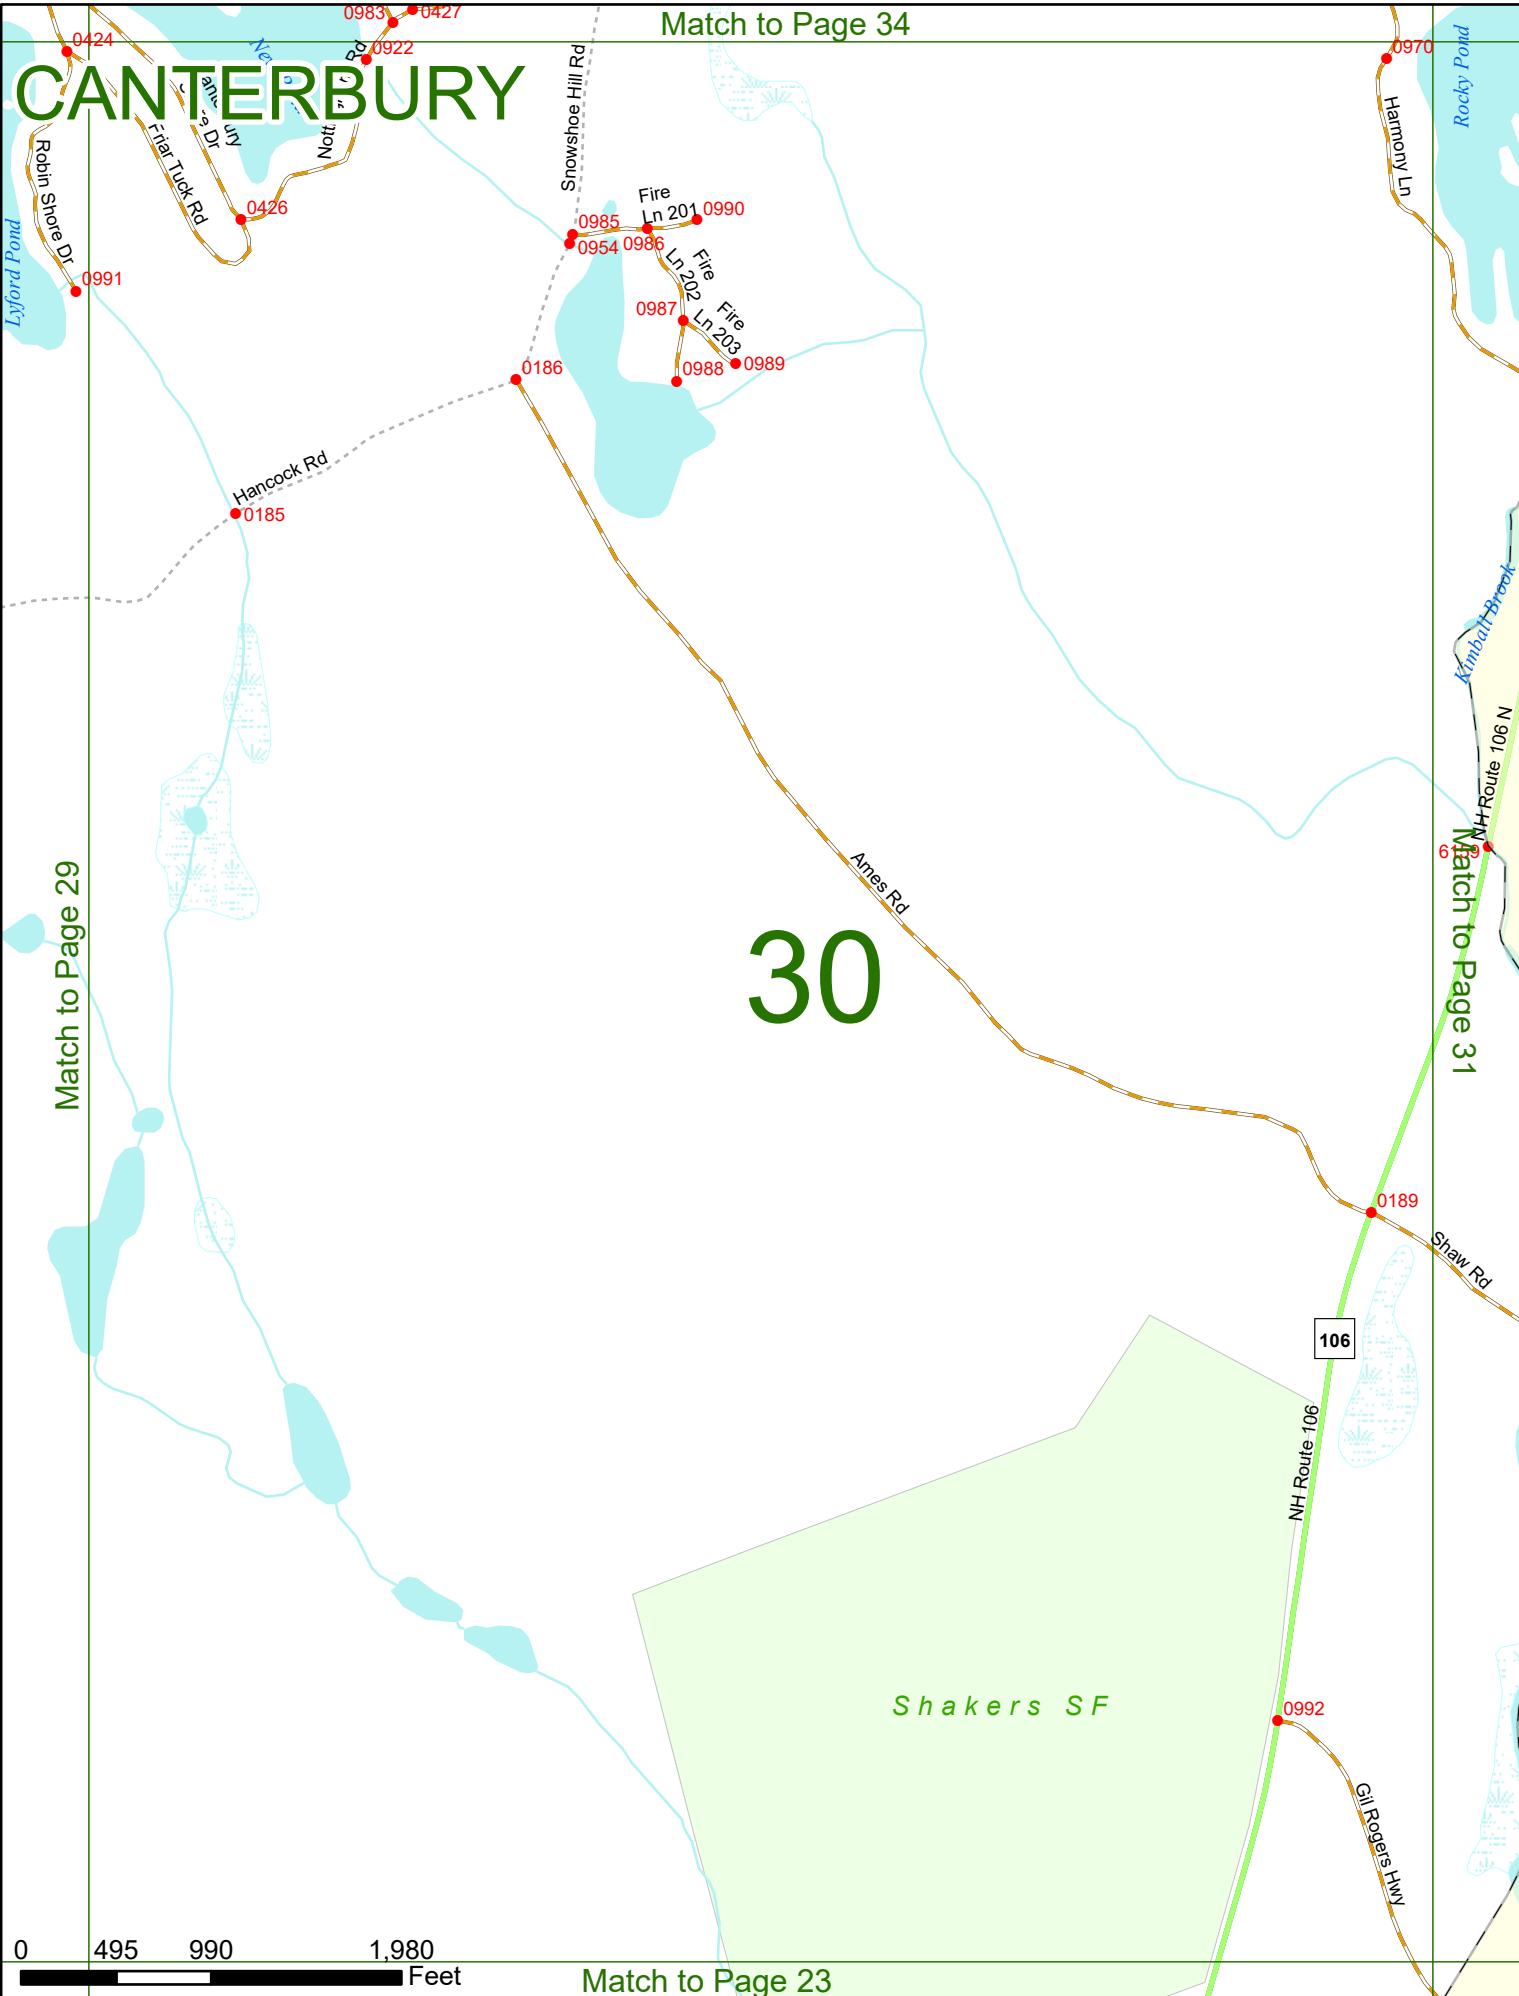 Match to Page 34
0983
0427
0424
0922
0970
CANTERBURY
Rd
Snowshoe Hill Rd
Rocky Pond
Harmony Ln
Robin Shore Dr
Friar Tuck Rd
Dr
Lyford Pond
0426
0991
Fire
Ln 201
0990
0985
0954
0986
Fire
Ln 202
0987
Fire
Ln 203
0988
0989
0186
Hancock Rd
0185
Kimball Brook
NH Route 106 N
Match to Page 29
Ames Rd
30
Match to Page 31
0189
Shaw Rd
106
NH Route 106
Shakers SF
0992
Gil Rogers Hwy
0 495 990 1,980
Feet
Match to Page 23